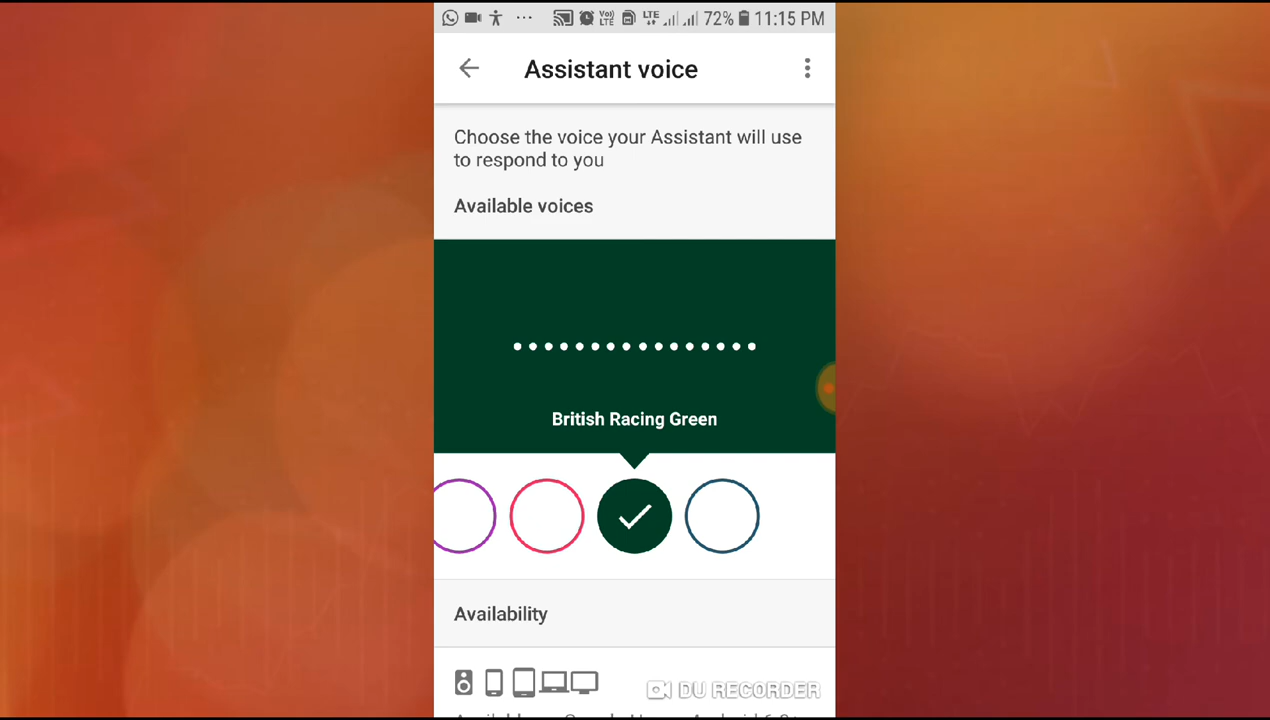 72% 11:15 PM
Assistant voice
Choose the voice your Assistant will use
to respond to you
Available voices
British Racing Green
Availability
DU RECORDER